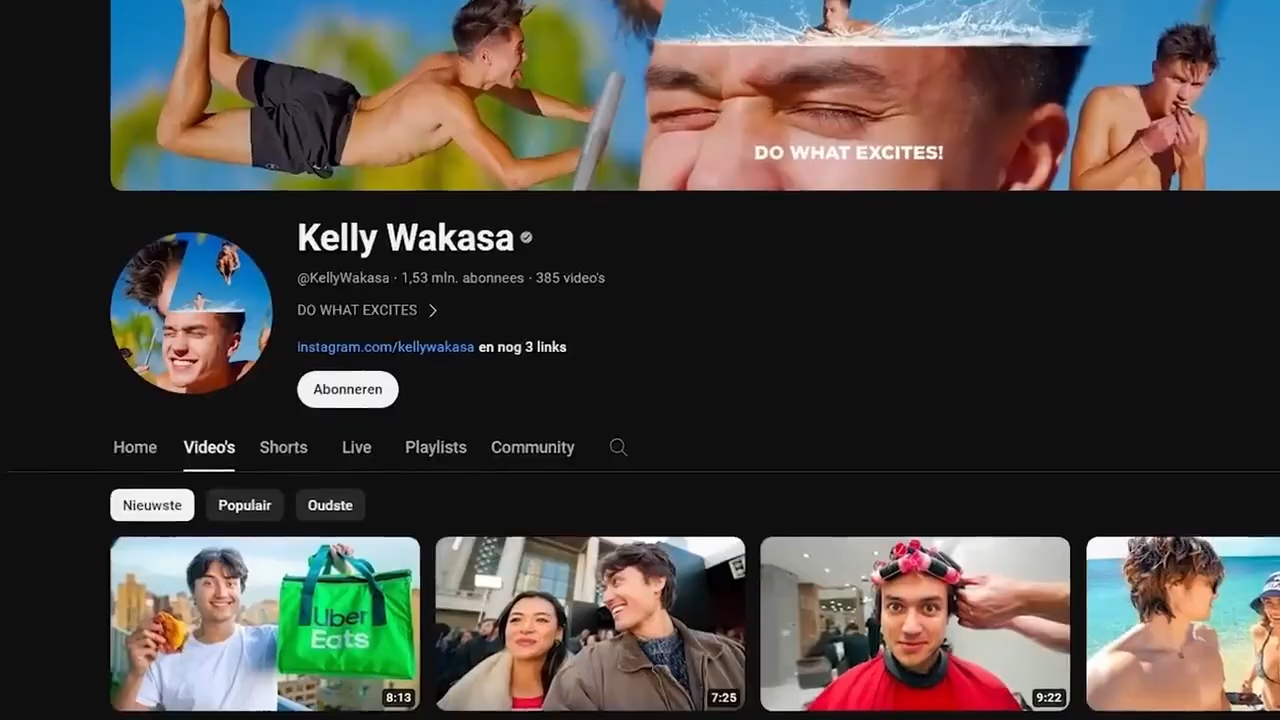 DO WHAT EXCITES!
Kelly Wakasa
@KellyWakasa · 1,53 mln. abonnees · 385 video's
DO WHAT EXCITES
instagram.com/kellywakasa en nog 3 links
Abonneren
Home Video's Shorts Live Playlists Community
Nieuwste Populair Oudste
Uber
Eats
8:13
7:25
9:22